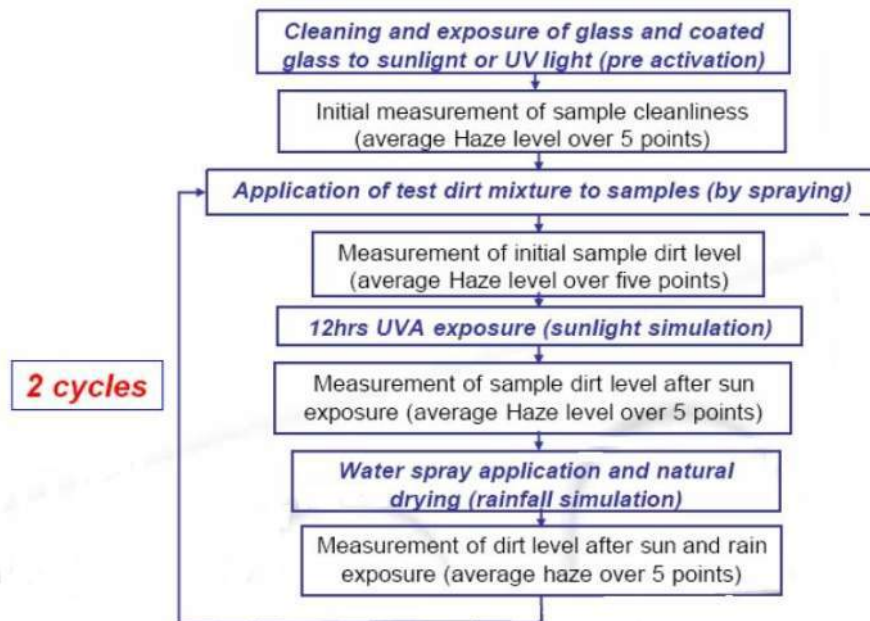 Cleaning and exposure of glass and coated
glass to sunlignt or UV light (pre activation)
Initial measurement of sample cleanliness
(average Haze level over 5 points)
Application of test dirt mixture to samples (by spraying)
Measurement of initial sample dirt level
(average Haze level over five points)
12hrs UVA exposure (sunlight simulation)
2 cycles
Measurement of sample dirt level after sun
exposure (average Haze level over 5 points)
Water spray application and natural
drying (rainfall simulation)
Measurement of dirt level after sun and rain
exposure (average haze over 5 points)